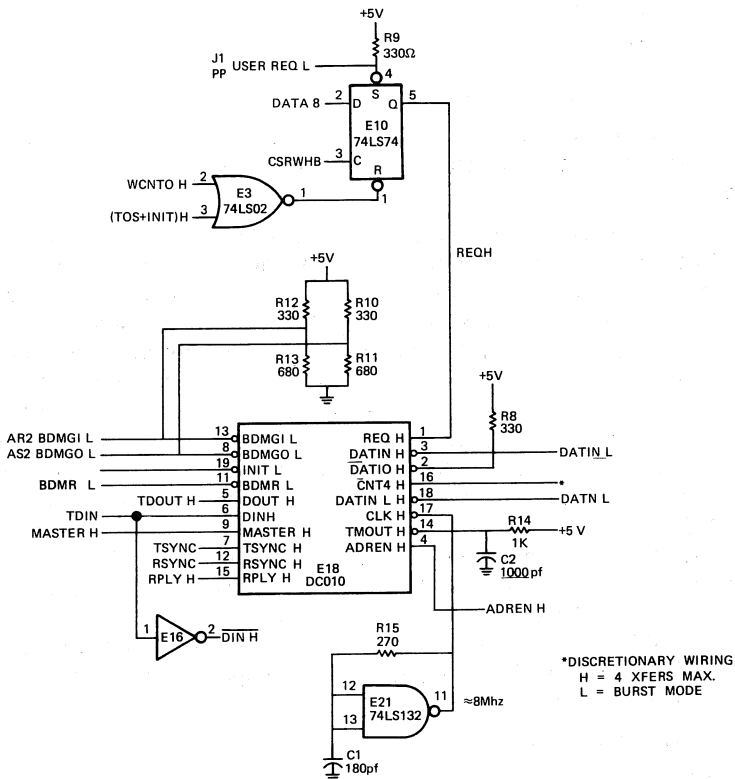 +5V
R9
330Ω
J1
PP
USER REQ L
4
S
DATA 8
2
D
Q
5
E10
74LS74
CSRWHB
3
C
R
1
WCNTO H
2
E3
74LS02
1
(TOS+INIT)H
3
REQH
+5V
R12
330
R10
330
R13
680
R11
680
+5V
R8
330
AR2 BDMGI L
13
BDMGI L
REQ H
1
AS2 BDMGO L
8
BDMGO L
DATIN H
3
DATIN L
19
INIT L
DATIO H
2
BDMR L
11
BDMR L
CNT4 H
16
*
TDOUT H
5
DOUT H
DATIN L
18
DATN L
TDIN
6
DINH
CLK H
17
MASTER H
9
MASTER H
TMOUT H
14
R14
1K
+5 V
TSYNC
7
TSYNC H
ADREN H
4
RSYNC
12
RSYNC H
E18
DC010
RPLY H
15
RPLY H
C2
1000pf
ADREN H
1
E16
2
DIN H
R15
270
12
13
E21
74LS132
11
≈8Mhz
C1
180pf
*DISCRETIONARY WIRING
H = 4 XFERS MAX.
L = BURST MODE